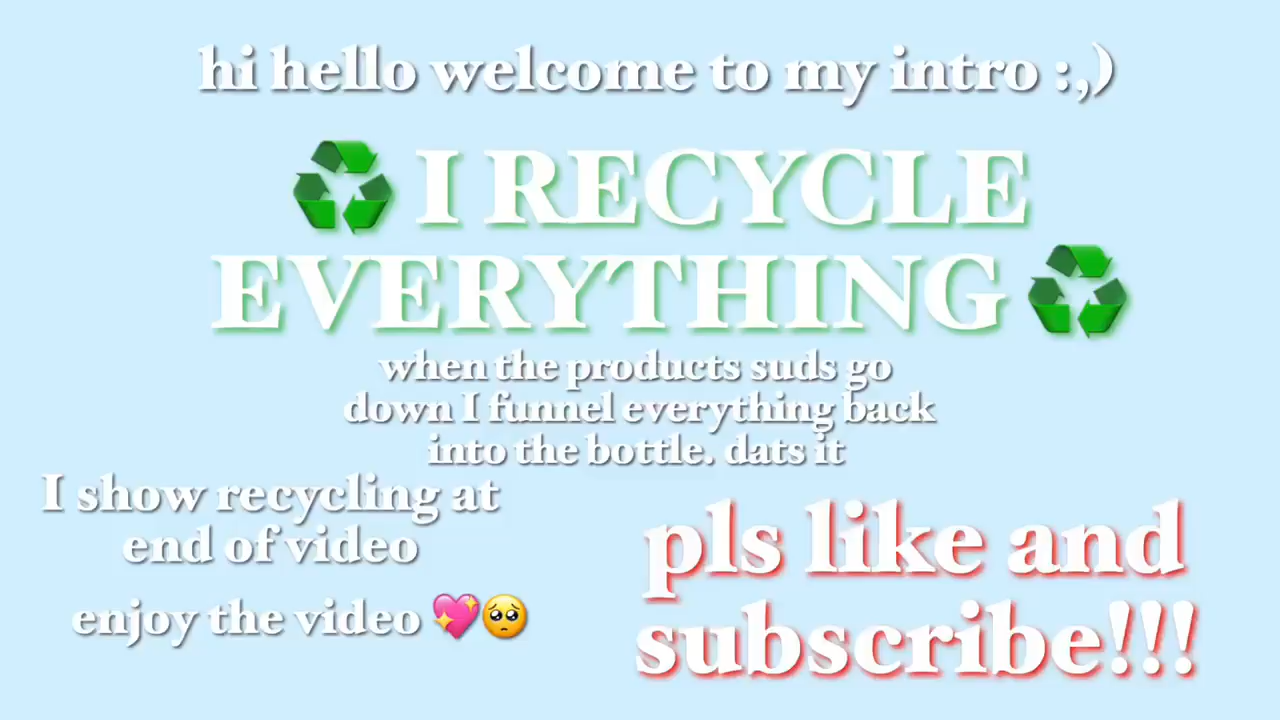 hi hello welcome to my intro :,)
♻️ I RECYCLE
EVERYTHING ♻️
when the products suds go
down I funnel everything back
into the bottle. dats it
I show recycling at
end of video
enjoy the video 💖🥺
pls like and
subscribe!!!